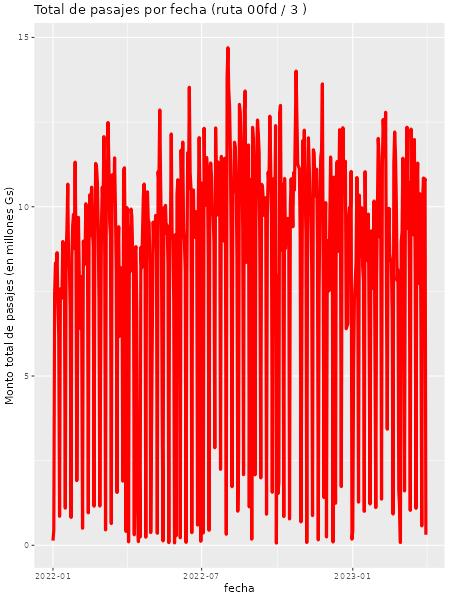 Total de pasajes por fecha (ruta 00fd / 3 )
Monto total de pasajes (en millones Gs)
15
10
5
0
2022-01
2022-07
2023-01
fecha